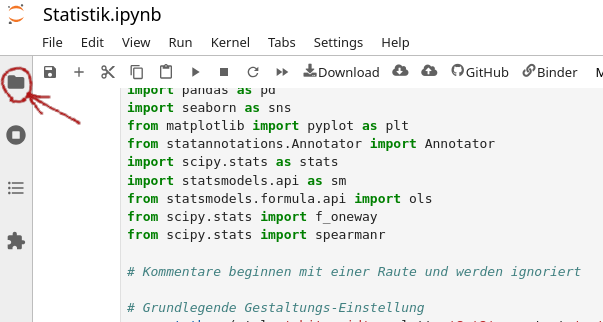 Statistik.ipynb
File Edit View Run Kernel Tabs Settings Help
Download GitHub Binder M
import pandas as pd
import seaborn as sns
from matplotlib import pyplot as plt
from statannotations.Annotator import Annotator
import scipy.stats as stats
import statsmodels.api as sm
from statsmodels.formula.api import ols
from scipy.stats import f_oneway
from scipy.stats import spearmanr
# Kommentare beginnen mit einer Raute und werden ignoriert
# Grundlegende Gestaltungs-Einstellung